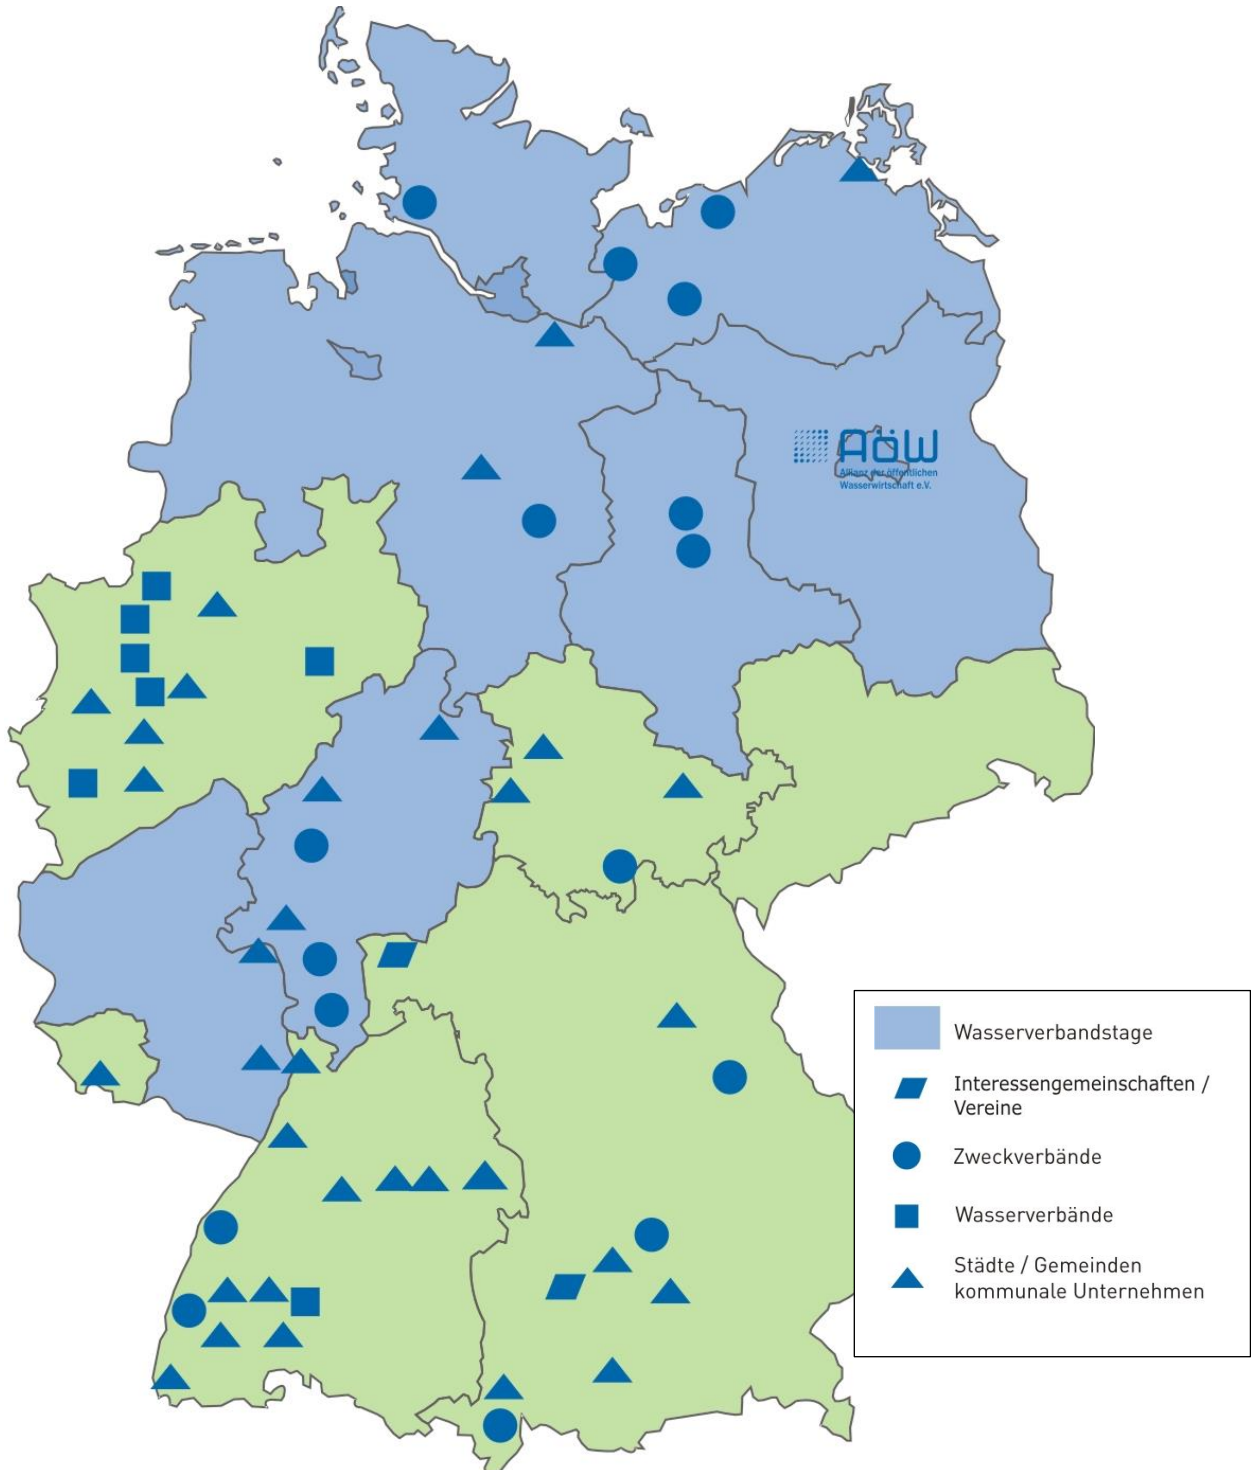 AöW
Allianz der öffentlichen
Wasserwirtschaft e.V.
Wasserverbandstage
Interessengemeinschaften /
Vereine
Zweckverbände
Wasserverbände
Städte / Gemeinden
kommunale Unternehmen